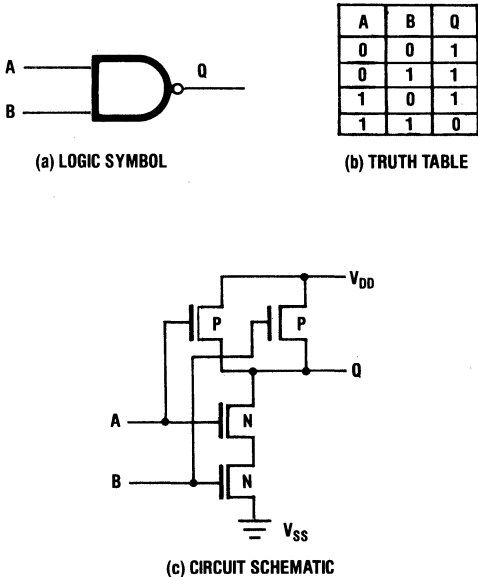 A
B
Q
(a) LOGIC SYMBOL
A B Q
0 0 1
0 1 1
1 0 1
1 1 0
(b) TRUTH TABLE
VDD
P P
Q
A N
B N
VSS
(c) CIRCUIT SCHEMATIC